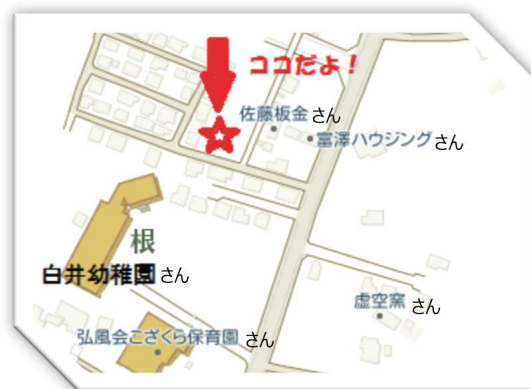 ココだよ！
佐藤板金さん
富澤ハウジングさん
根
白井幼稚園さん
虚空窯さん
弘風会こざくら保育園さん